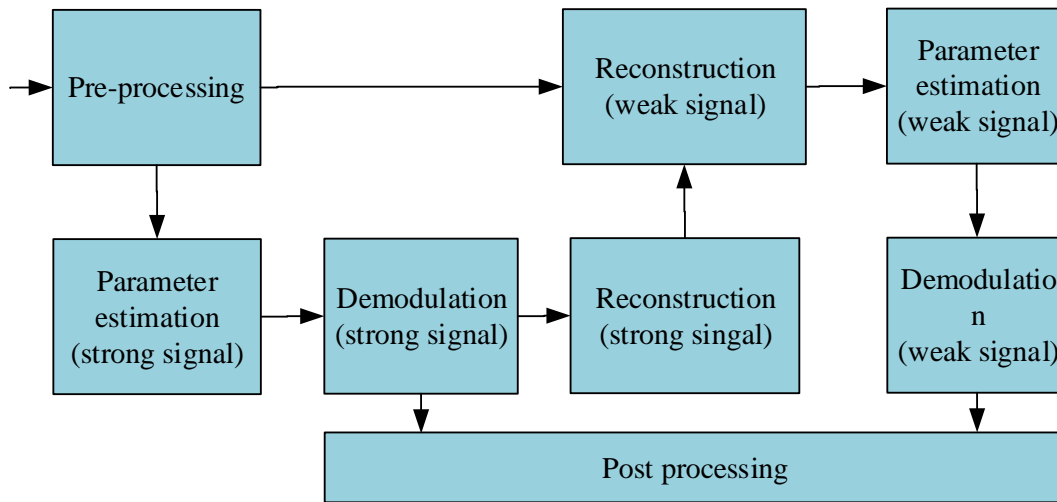 Pre-processing
Reconstruction
(weak signal)
Parameter
estimation
(weak signal)
Parameter
estimation
(strong signal)
Demodulation
(strong signal)
Reconstruction
(strong singal)
Demodulatio
n
(weak signal)
Post processing